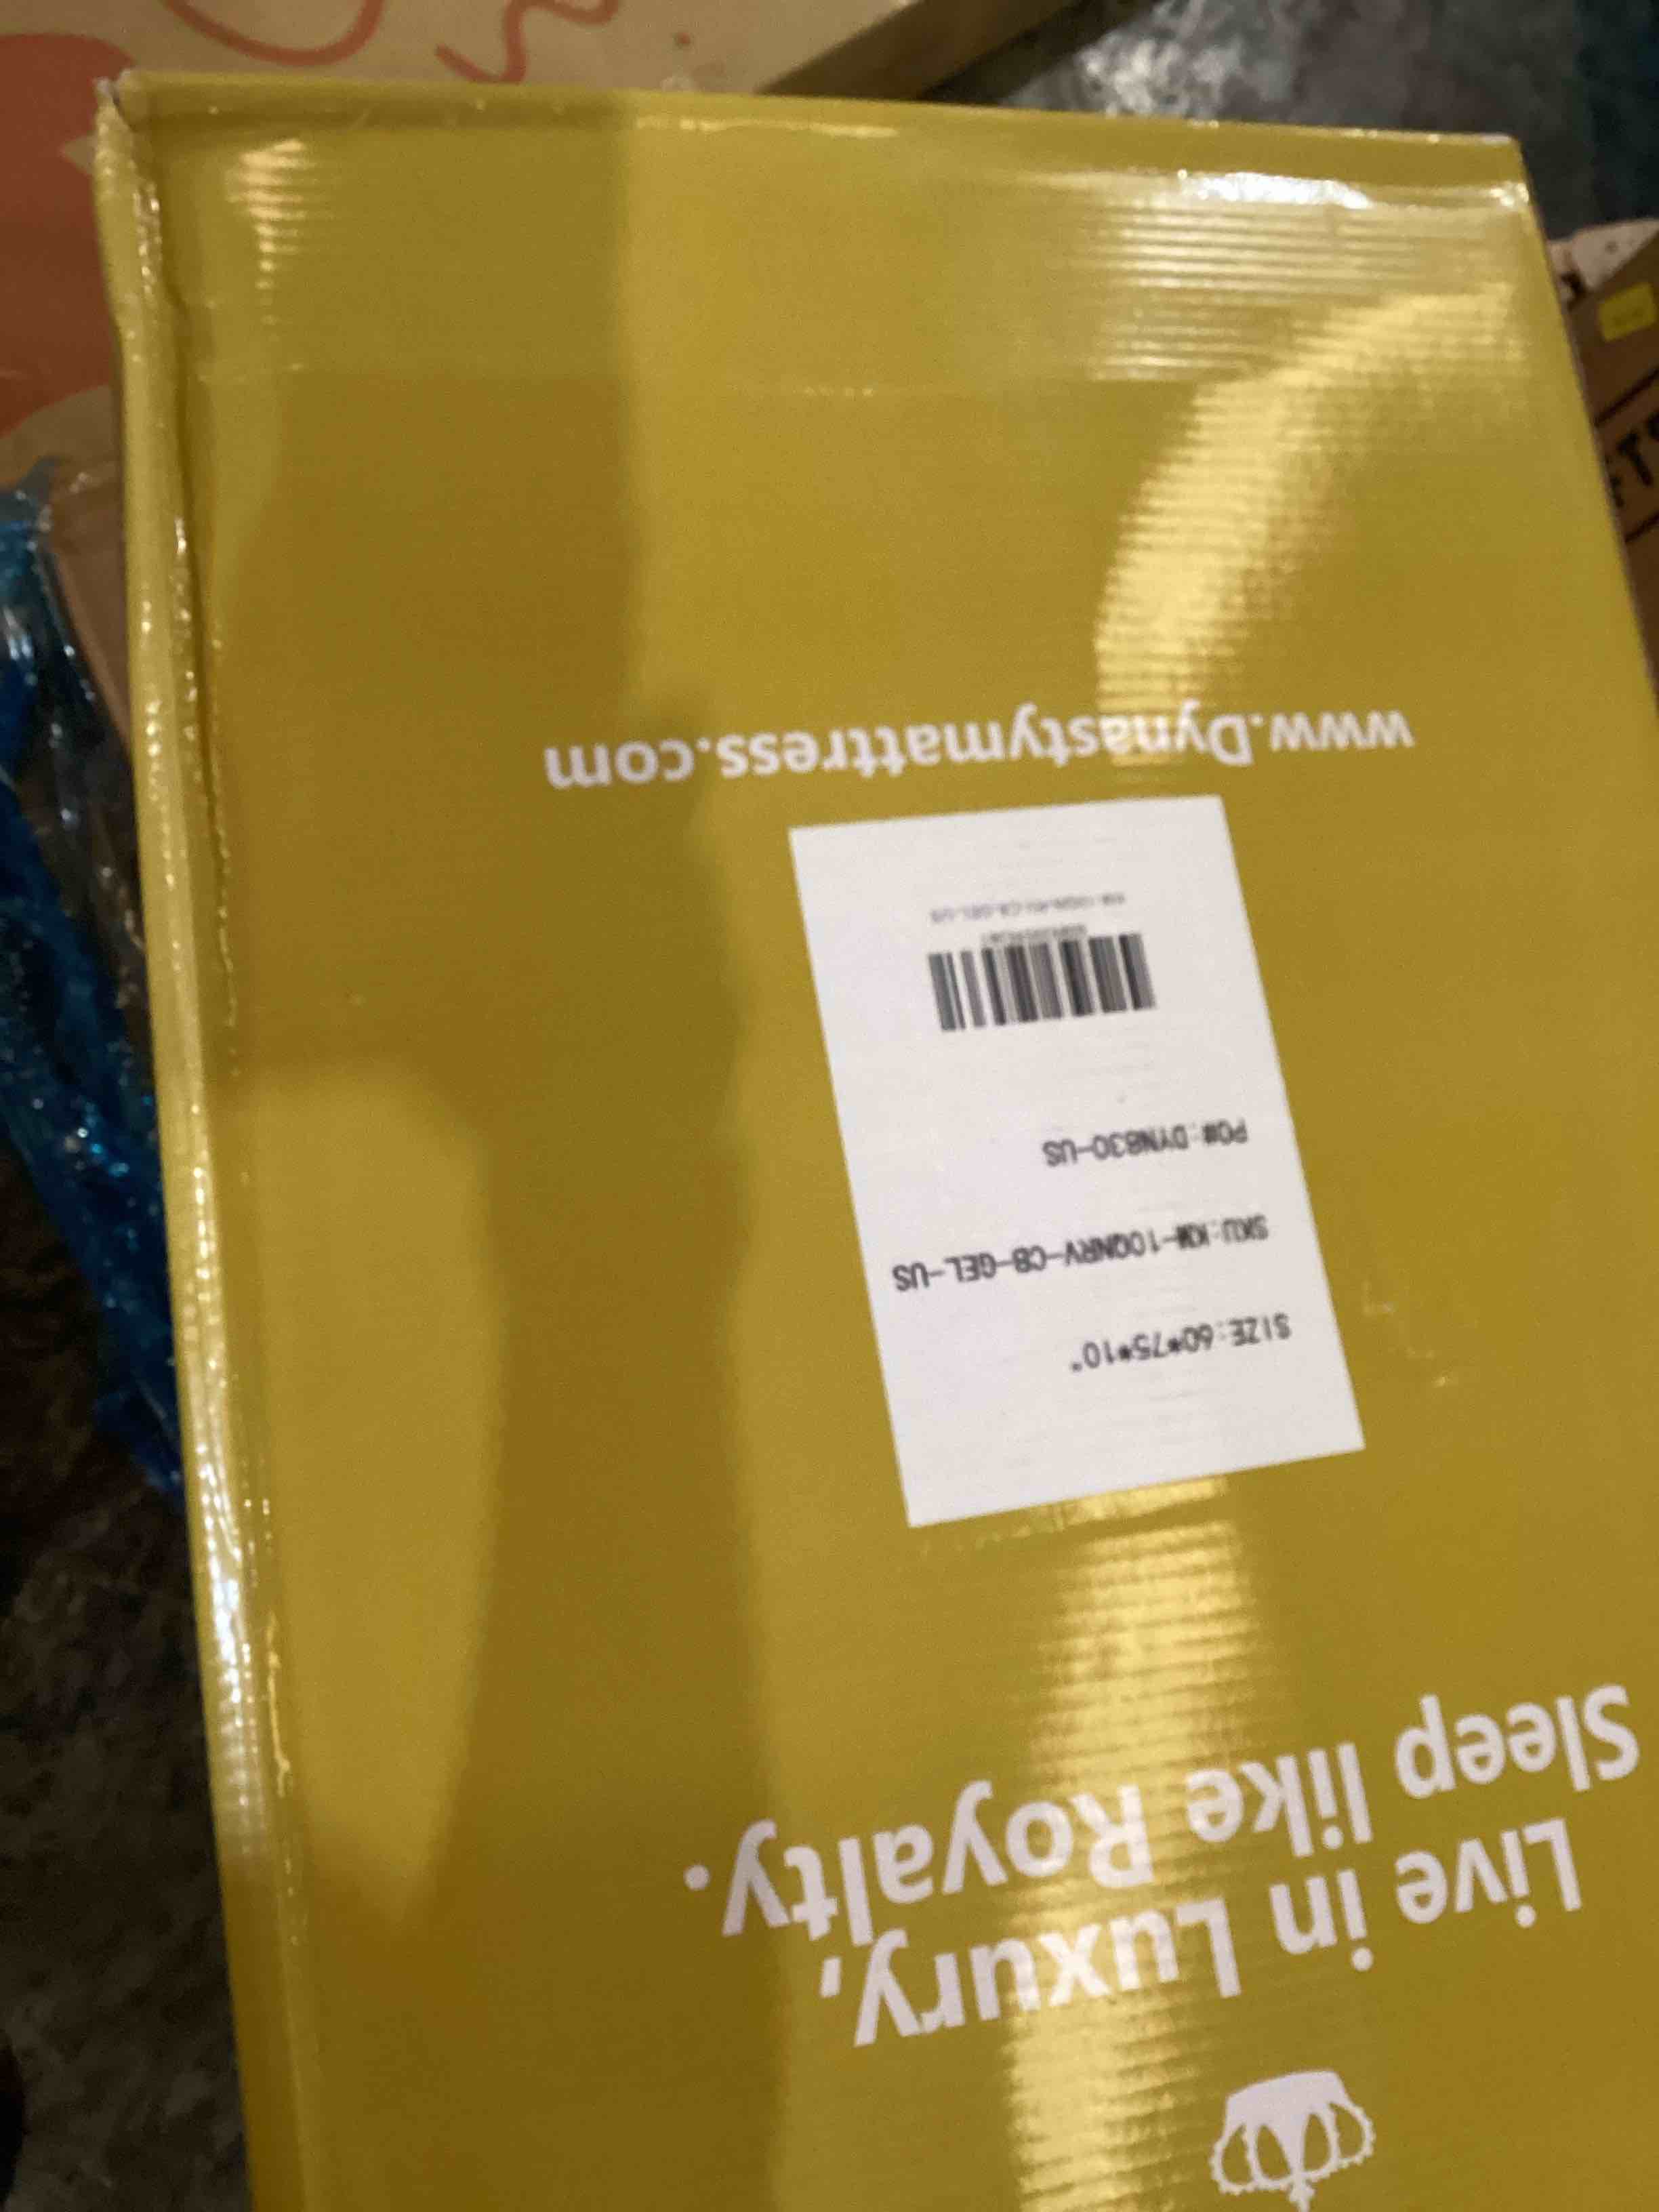 Live in Luxury,
Sleep like Royalty.
SIZE:60*75*10"
SKU:KM-10QNRV-CB-GEL-US
PO#:DYN830-US
www.Dynastymattress.com